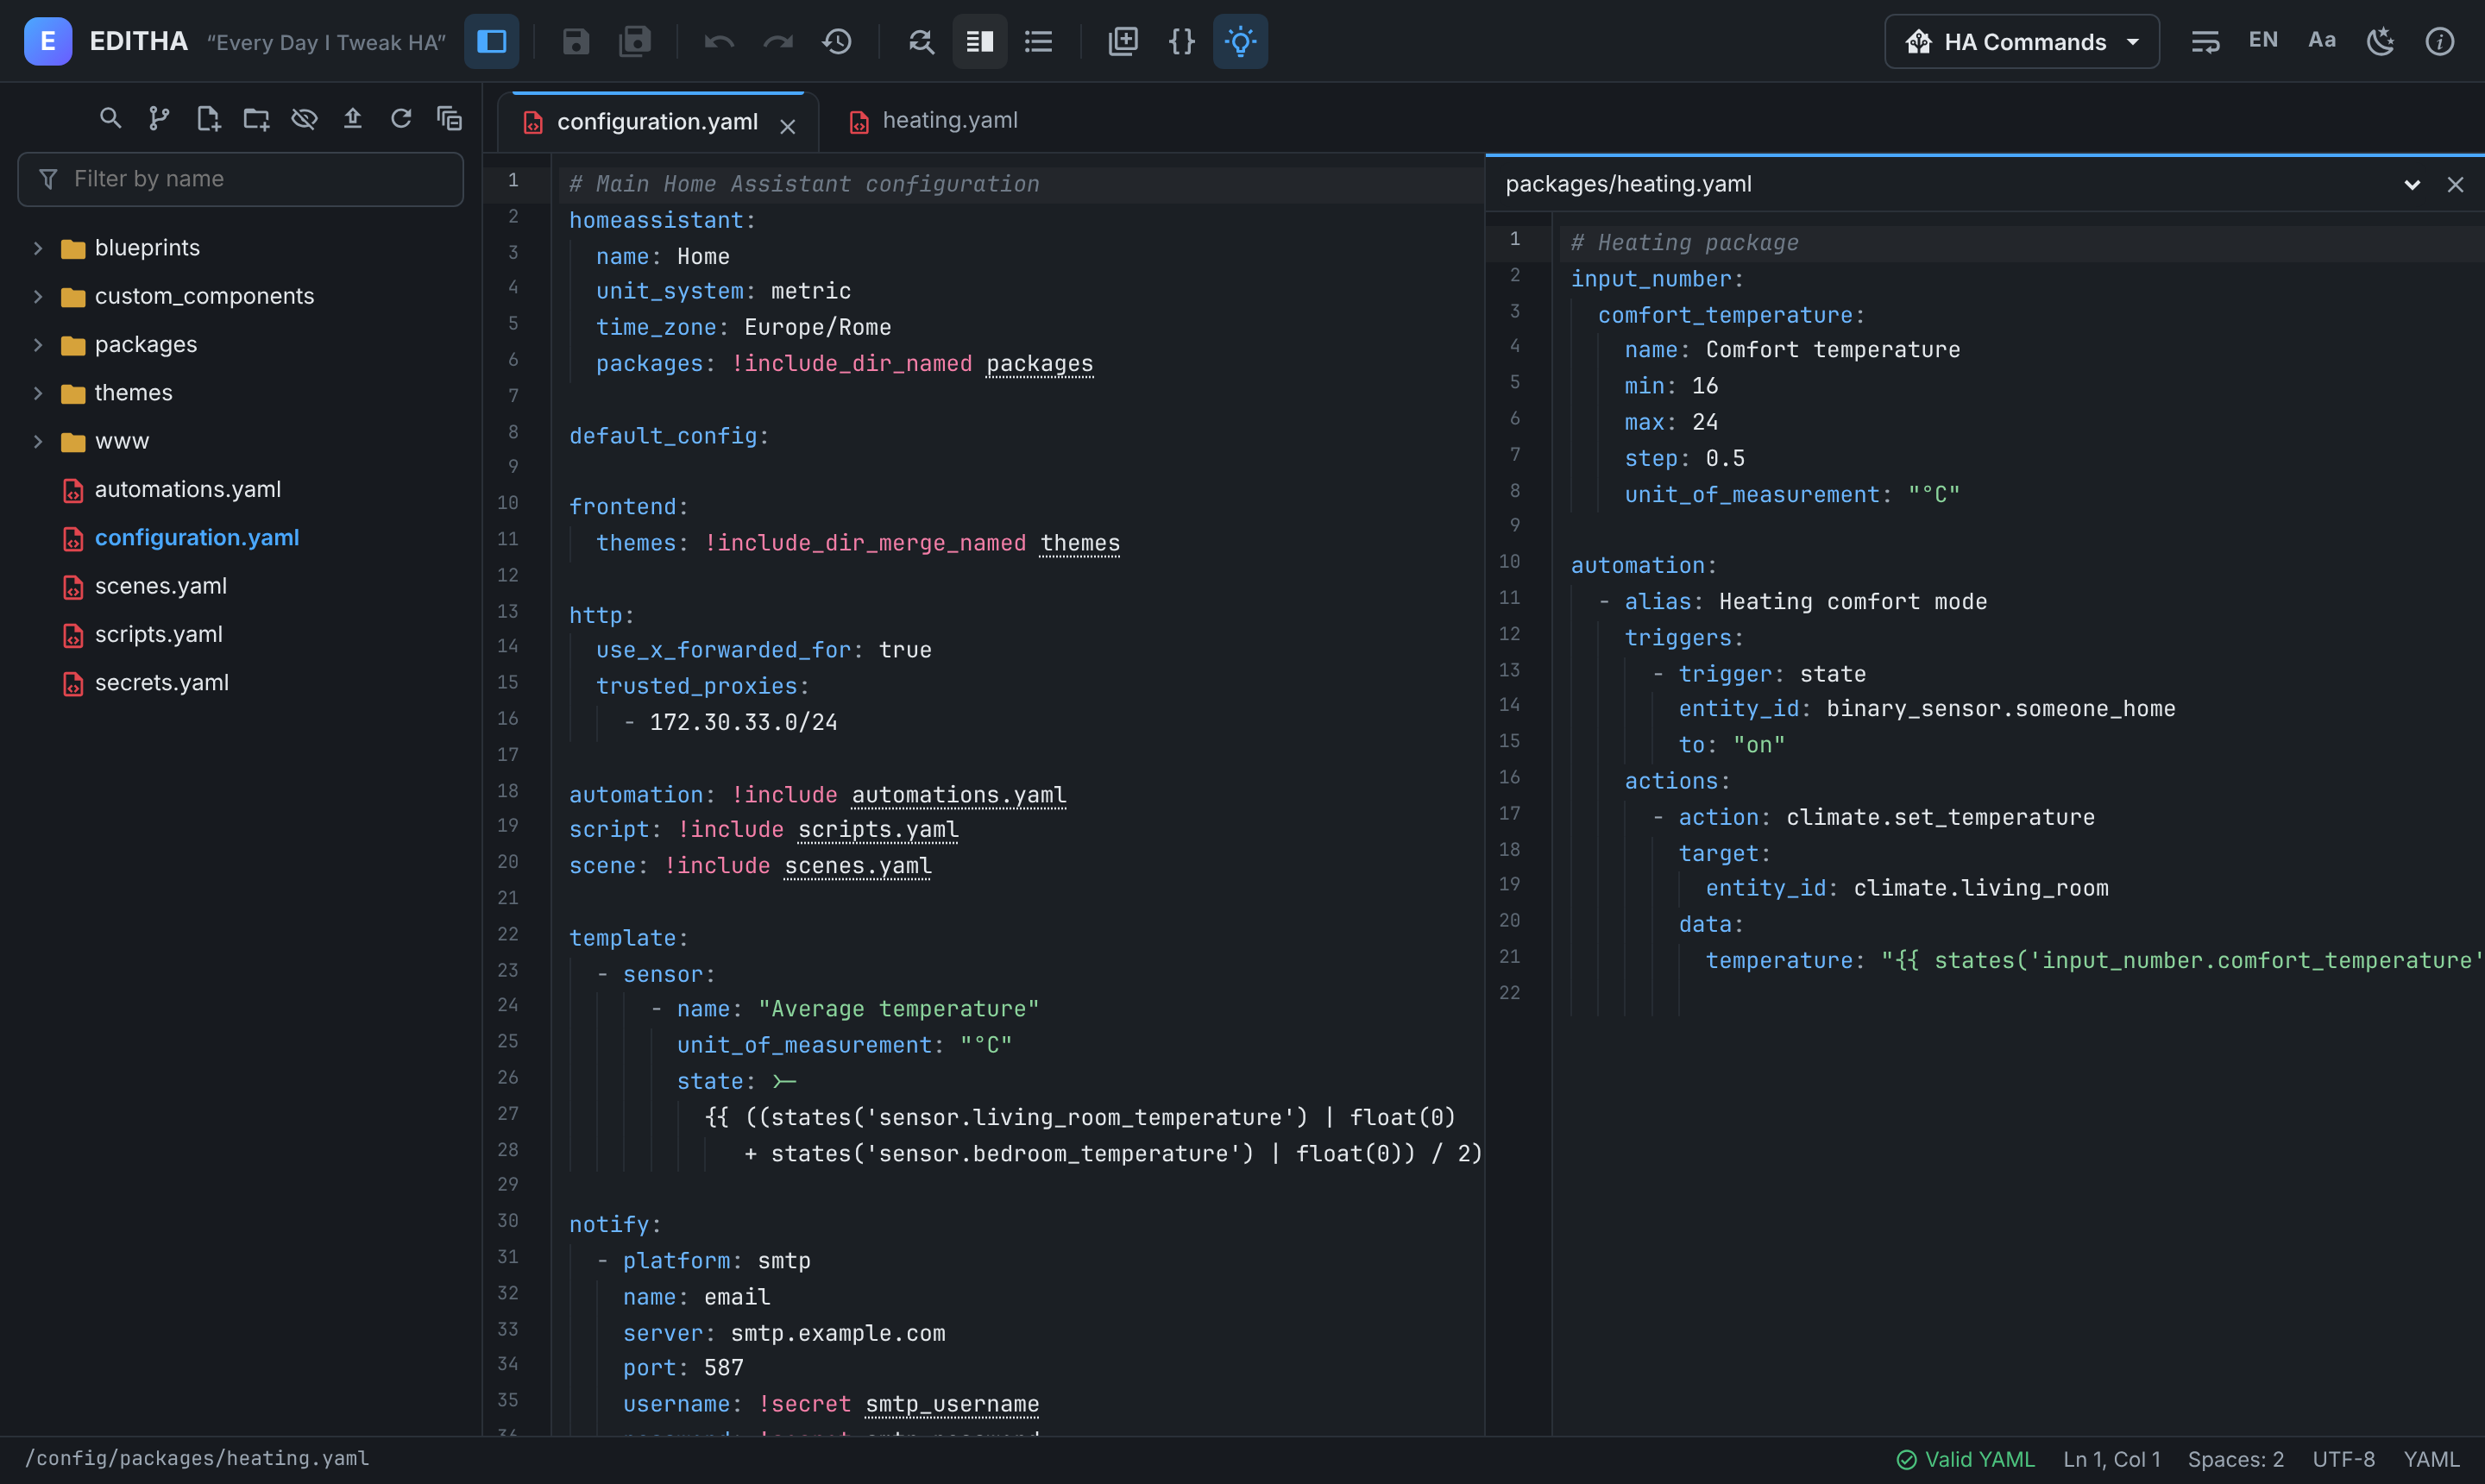 E EDITHA “Every Day I Tweak HA” HA Commands EN Aa
Filter by name
blueprints
custom_components
packages
themes
www
automations.yaml
configuration.yaml
scenes.yaml
scripts.yaml
secrets.yaml
configuration.yaml heating.yaml
1 # Main Home Assistant configuration
2 homeassistant:
3 name: Home
4 unit_system: metric
5 time_zone: Europe/Rome
6 packages: !include_dir_named packages
7
8 default_config:
9
10 frontend:
11 themes: !include_dir_merge_named themes
12
13 http:
14 use_x_forwarded_for: true
15 trusted_proxies:
16 - 172.30.33.0/24
17
18 automation: !include automations.yaml
19 script: !include scripts.yaml
20 scene: !include scenes.yaml
21
22 template:
23 - sensor:
24 - name: "Average temperature"
25 unit_of_measurement: "°C"
26 state: >-
27 {{ ((states('sensor.living_room_temperature') | float(0)
28 + states('sensor.bedroom_temperature') | float(0)) / 2)
29
30 notify:
31 - platform: smtp
32 name: email
33 server: smtp.example.com
34 port: 587
35 username: !secret smtp_username
packages/heating.yaml
1 # Heating package
2 input_number:
3 comfort_temperature:
4 name: Comfort temperature
5 min: 16
6 max: 24
7 step: 0.5
8 unit_of_measurement: "°C"
9
10 automation:
11 - alias: Heating comfort mode
12 triggers:
13 - trigger: state
14 entity_id: binary_sensor.someone_home
15 to: "on"
16 actions:
17 - action: climate.set_temperature
18 target:
19 entity_id: climate.living_room
20 data:
21 temperature: "{{ states('input_number.comfort_temperature'
22
/config/packages/heating.yaml Valid YAML Ln 1, Col 1 Spaces: 2 UTF-8 YAML